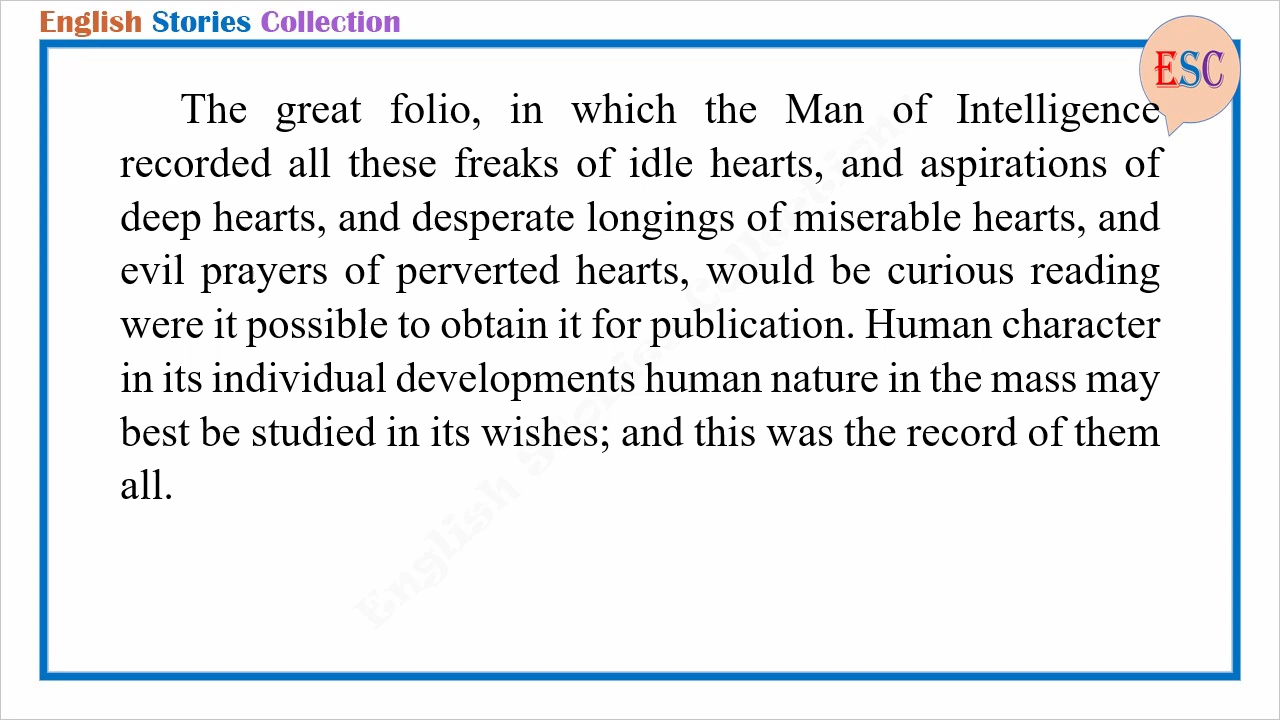 English Stories Collection
ESC
The great folio, in which the Man of Intelligence
recorded all these freaks of idle hearts, and aspirations of
deep hearts, and desperate longings of miserable hearts, and
evil prayers of perverted hearts, would be curious reading
were it possible to obtain it for publication. Human character
in its individual developments human nature in the mass may
best be studied in its wishes; and this was the record of them
all.
English Stories Collection